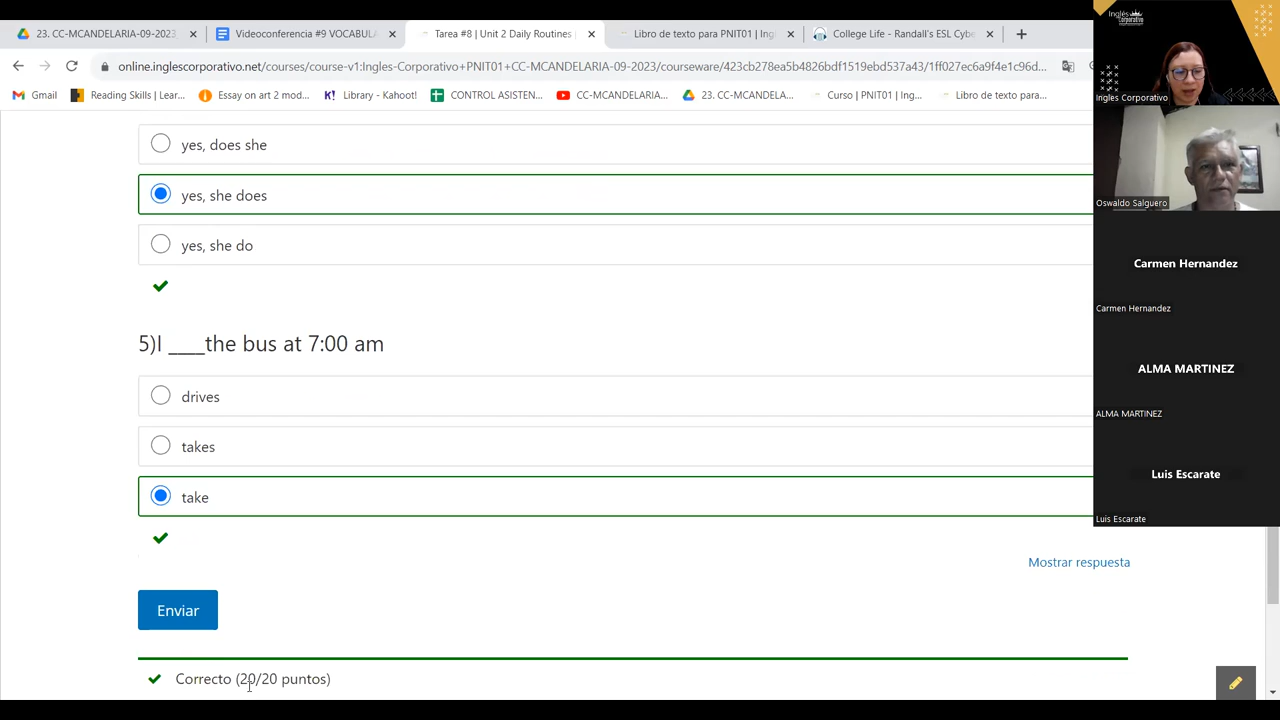 23. CC-MCANDELARIA-09-2023,
Videoconferencia #9 VOCABUL
Tarea #8 | Unit 2 Daily Routines
Libro de texto para PNIT01 | Ing
College Life - Randall's ESL Cybe
online.inglescorporativo.net/courses/course-v1:Ingles-Corporativo+PNIT01+CC-MCANDELARIA-09-2023/courseware/423cb278ea5b4826bdf1519ebd537a43/1ff027ec6a9f4e1c96d...
Gmail
Reading Skills | Lear...
Essay on art 2 mod...
Library - Kahoot!
CONTROL ASISTEN...
CC-MCANDELARIA-...
23. CC-MCANDELA...
Curso | PNIT01 | Ing...
Libro de texto para...
yes, does she
yes, she does
yes, she do
5)I ____the bus at 7:00 am
drives
takes
take
Mostrar respuesta
Enviar
Correcto (20/20 puntos)
Inglés
Corporativo
Ingles Corporativo
Oswaldo Salguero
Carmen Hernandez
Carmen Hernandez
ALMA MARTINEZ
ALMA MARTINEZ
Luis Escarate
Luis Escarate